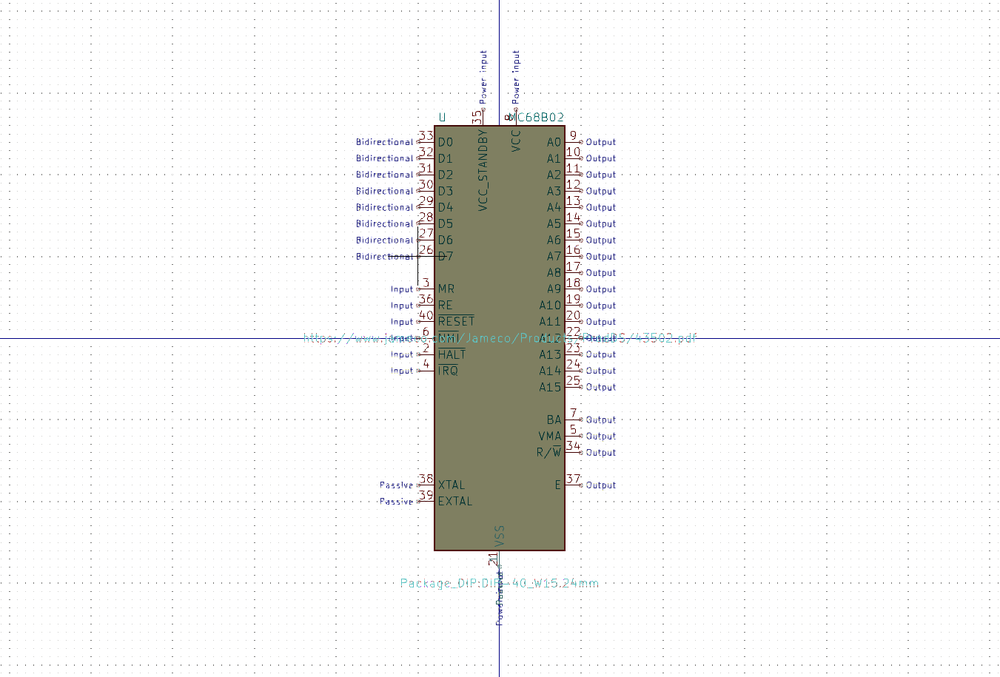 Power input Power input
U MC68B02
35 8
VCC_STANDBY VCC
Bidirectional 33 D0 A0 9 Output
Bidirectional 32 D1 A1 10 Output
Bidirectional 31 D2 A2 11 Output
Bidirectional 30 D3 A3 12 Output
Bidirectional 29 D4 A4 13 Output
Bidirectional 28 D5 A5 14 Output
Bidirectional 27 D6 A6 15 Output
Bidirectional 26 D7 A7 16 Output
A8 17 Output
Input 3 MR A9 18 Output
Input 36 RE A10 19 Output
Input 40 RESET A11 20 Output
Input 6 A12 22
https://www.jameco.com/Jameco/
/43502.pdf
Input 2 HALT A13 23 Output
Input 4 IRQ A14 24 Output
A15 25 Output
BA 7 Output
VMA 5 Output
R/W 34 Output
Passive 38 XTAL E 37 Output
Passive 39 EXTAL
VSS
21
Package_DIP:DIP-40_W15.24mm